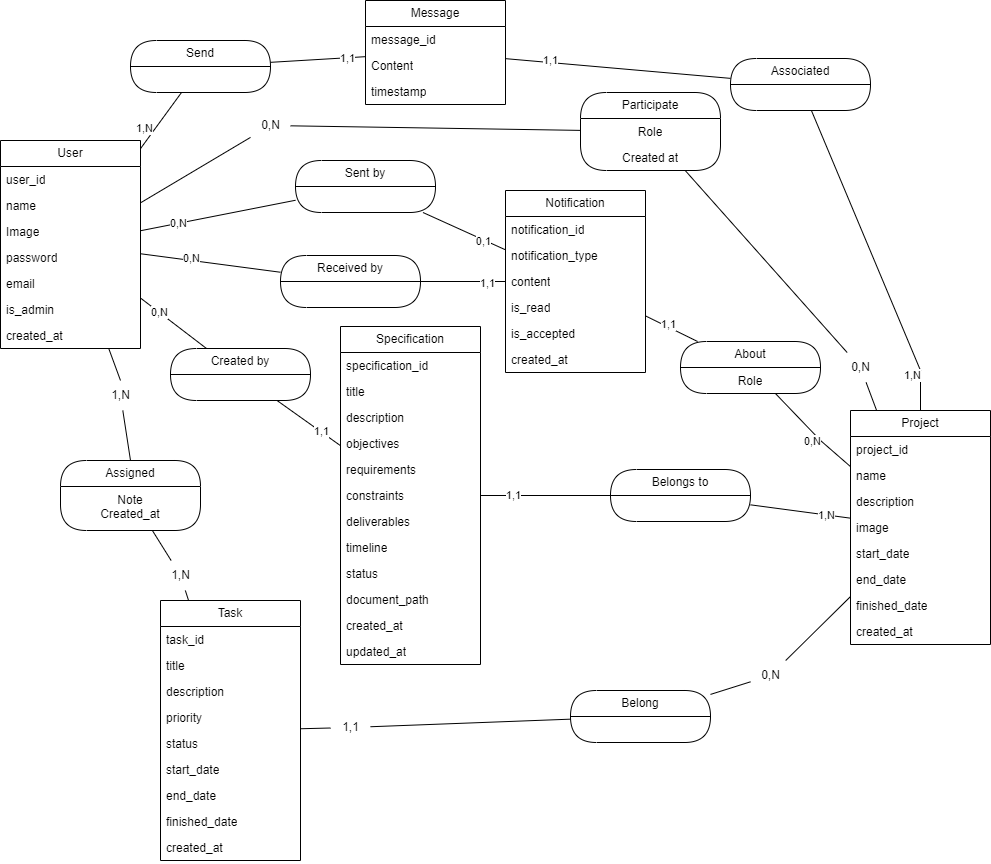 Message
message_id
Content
timestamp
Send
1,1
1,1
Associated
1,N
Participate
Role
Created at
0,N
User
user_id
name
Image
password
email
is_admin
created_at
Sent by
0,N
0,1
Received by
0,N
1,1
Notification
notification_id
notification_type
content
is_read
is_accepted
created_at
0,N
Created by
1,1
1,1
About
Role
0,N
0,N
1,N
Specification
specification_id
title
description
objectives
requirements
constraints
deliverables
timeline
status
document_path
created_at
updated_at
1,N
Assigned
Note
Created_at
1,N
1,1
Belongs to
1,N
Project
project_id
name
description
image
start_date
end_date
finished_date
created_at
Task
task_id
title
description
priority
status
start_date
end_date
finished_date
created_at
1,1
Belong
0,N